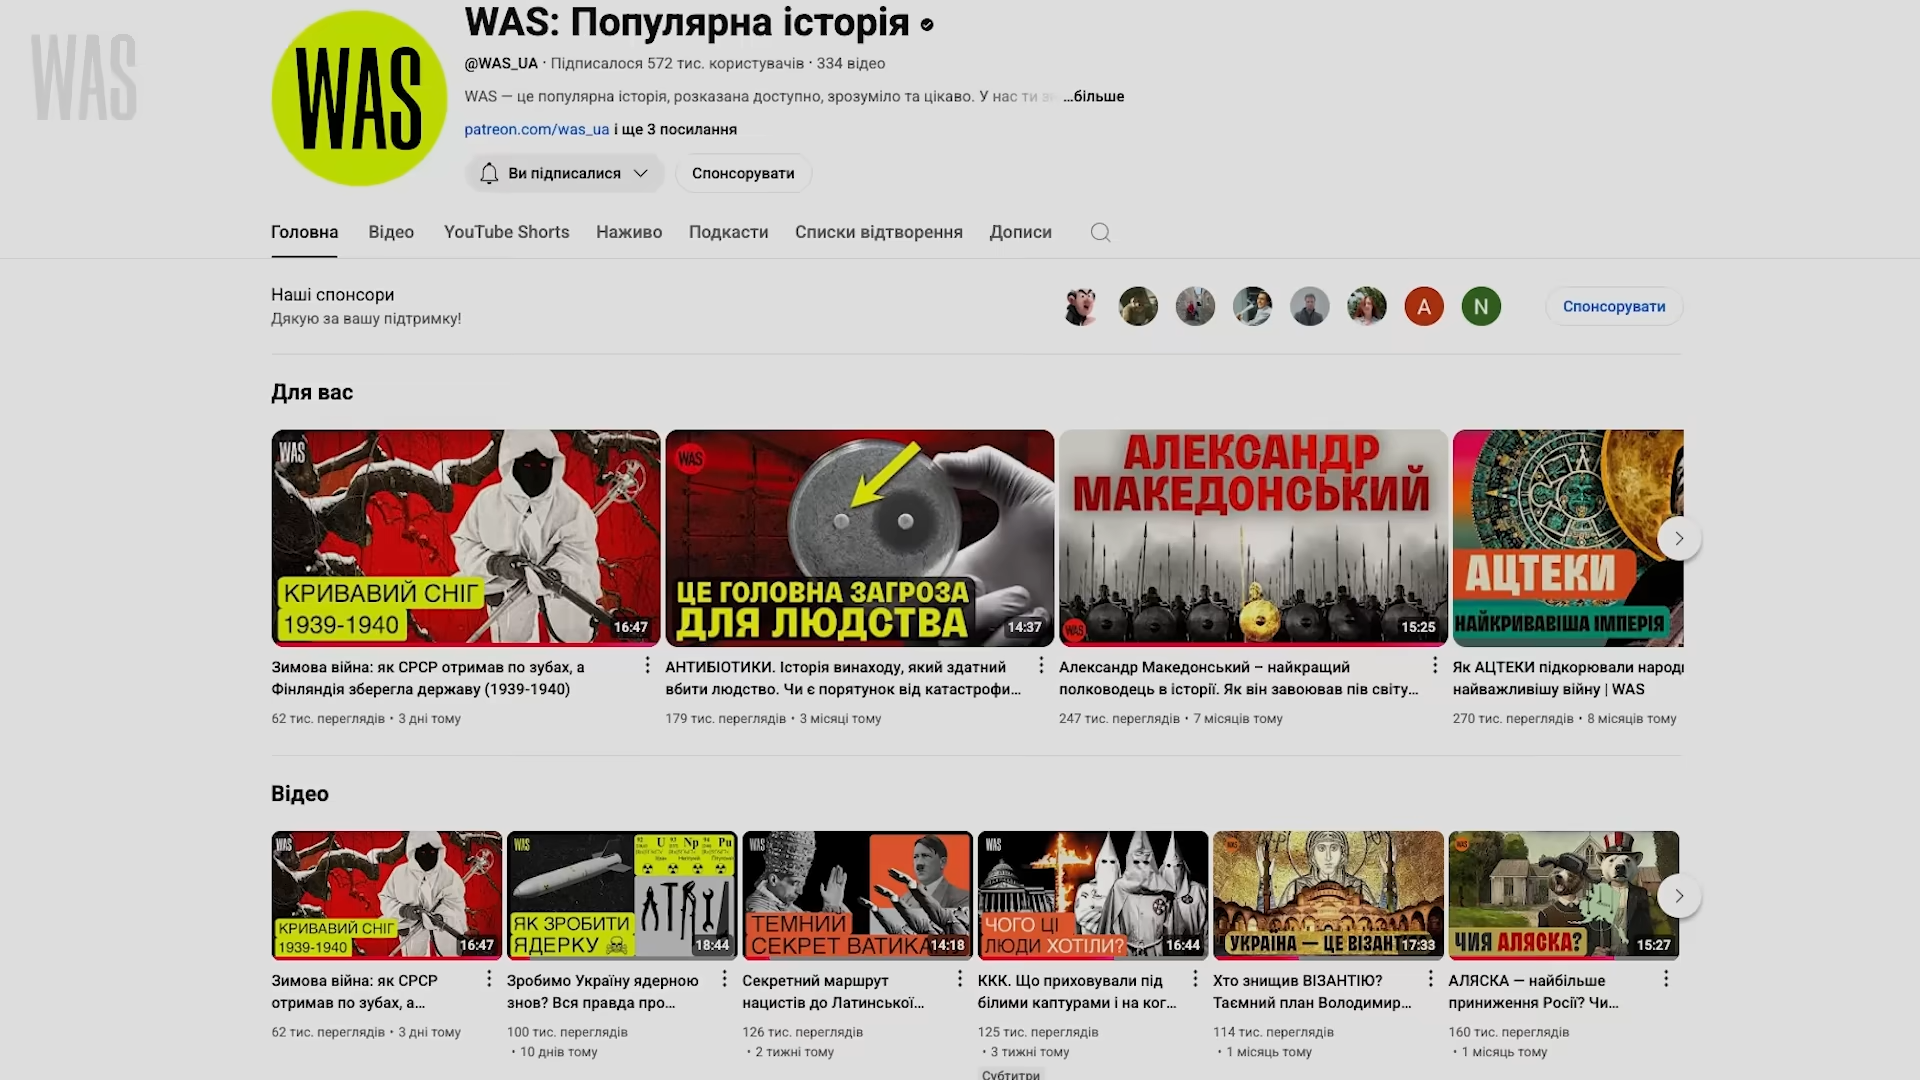 WAS
WAS
WAS: Популярна історія
@WAS_UA · Підписалося 572 тис. користувачів · 334 відео
WAS — це популярна історія, розказана доступно, зрозуміло та цікаво. У нас ти ...більше
patreon.com/was_ua і ще 3 посилання
Ви підписалися
Спонсорувати
Головна
Відео
YouTube Shorts
Наживо
Подкасти
Списки відтворення
Дописи
Наші спонсори
Дякую за вашу підтримку!
A
N
Спонсорувати
Для вас
WAS
КРИВАВИЙ СНІГ
1939-1940
16:47
WAS
ЦЕ ГОЛОВНА ЗАГРОЗА
ДЛЯ ЛЮДСТВА
14:37
АЛЕКСАНДР
МАКЕДОНСЬКИЙ
WAS
15:25
АЦТЕКИ
НАЙКРИВАВІША ІМПЕРІЯ
Зимова війна: як СРСР отримав по зубах, а
Фінляндія зберегла державу (1939-1940)
62 тис. переглядів • 3 дні тому
АНТИБІОТИКИ. Історія винаходу, який здатний
вбити людство. Чи є порятунок від катастрофи...
179 тис. переглядів • 3 місяці тому
Александр Македонський – найкращий
полководець в історії. Як він завоював пів світу...
247 тис. переглядів • 7 місяців тому
Як АЦТЕКИ підкорювали народи
найважливішу війну | WAS
270 тис. переглядів • 8 місяців тому
Відео
WAS
КРИВАВИЙ СНІГ
1939-1940
16:47
WAS
U Np Pu
ЯК ЗРОБИТИ
ЯДЕРКУ
18:44
WAS
ТЕМНИЙ
СЕКРЕТ ВАТИКА
14:18
WAS
ЧОГО ЦІ
ЛЮДИ ХОТІЛИ?
16:44
WAS
УКРАЇНА — ЦЕ ВІЗАНТ
17:33
WAS
ЧИЯ АЛЯСКА?
15:27
Зимова війна: як СРСР
отримав по зубах, а...
62 тис. переглядів • 3 дні тому
Зробимо Україну ядерною
знов? Вся правда про...
100 тис. переглядів
• 10 днів тому
Секретний маршрут
нацистів до Латинської...
126 тис. переглядів
• 2 тижні тому
ККК. Що приховували під
білими каптурами і на ког...
125 тис. переглядів
• 3 тижні тому
Субтитри
Хто знищив ВІЗАНТІЮ?
Таємний план Володимир...
114 тис. переглядів
• 1 місяць тому
АЛЯСКА — найбільше
приниження Росії? Чи...
160 тис. переглядів
• 1 місяць тому